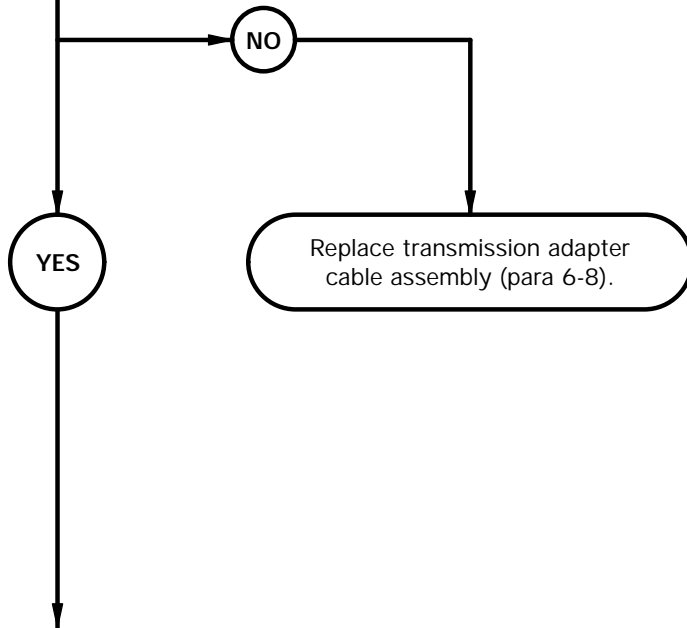 NO
YES
Replace transmission adapter
cable assembly (para 6-8).